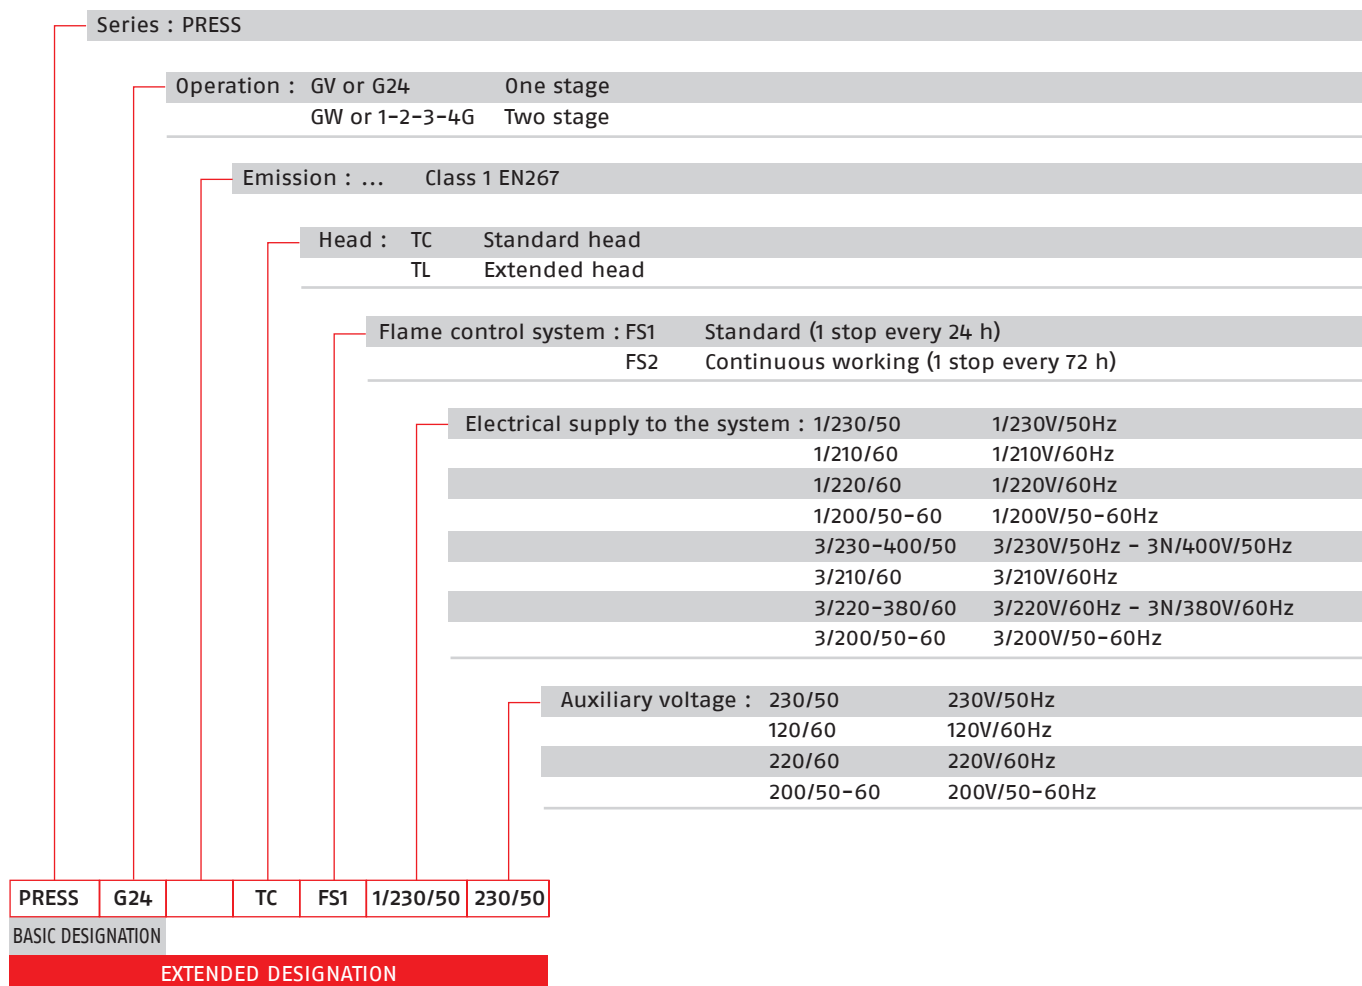 Series : PRESS
Operation : GV or G24 One stage
GW or 1-2-3-4G Two stage
Emission : ... Class 1 EN267
Head : TC Standard head
TL Extended head
Flame control system : FS1 Standard (1 stop every 24 h)
FS2 Continuous working (1 stop every 72 h)
Electrical supply to the system : 1/230/50 1/230V/50Hz
1/210/60 1/210V/60Hz
1/220/60 1/220V/60Hz
1/200/50-60 1/200V/50-60Hz
3/230-400/50 3/230V/50Hz - 3N/400V/50Hz
3/210/60 3/210V/60Hz
3/220-380/60 3/220V/60Hz - 3N/380V/60Hz
3/200/50-60 3/200V/50-60Hz
Auxiliary voltage : 230/50 230V/50Hz
120/60 120V/60Hz
220/60 220V/60Hz
200/50-60 200V/50-60Hz
PRESS G24 TC FS1 1/230/50 230/50
BASIC DESIGNATION
EXTENDED DESIGNATION